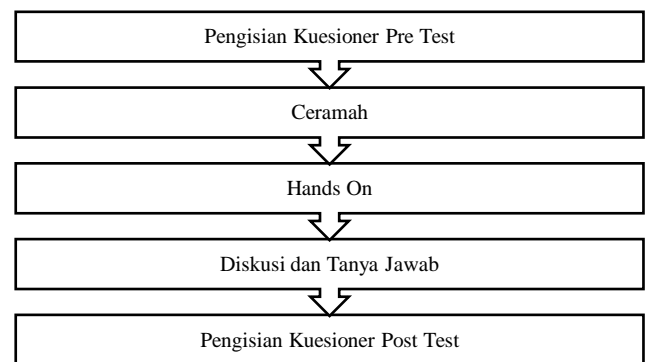 Pengisian Kuesioner Pre Test
Ceramah
Hands On
Diskusi dan Tanya Jawab
Pengisian Kuesioner Post Test